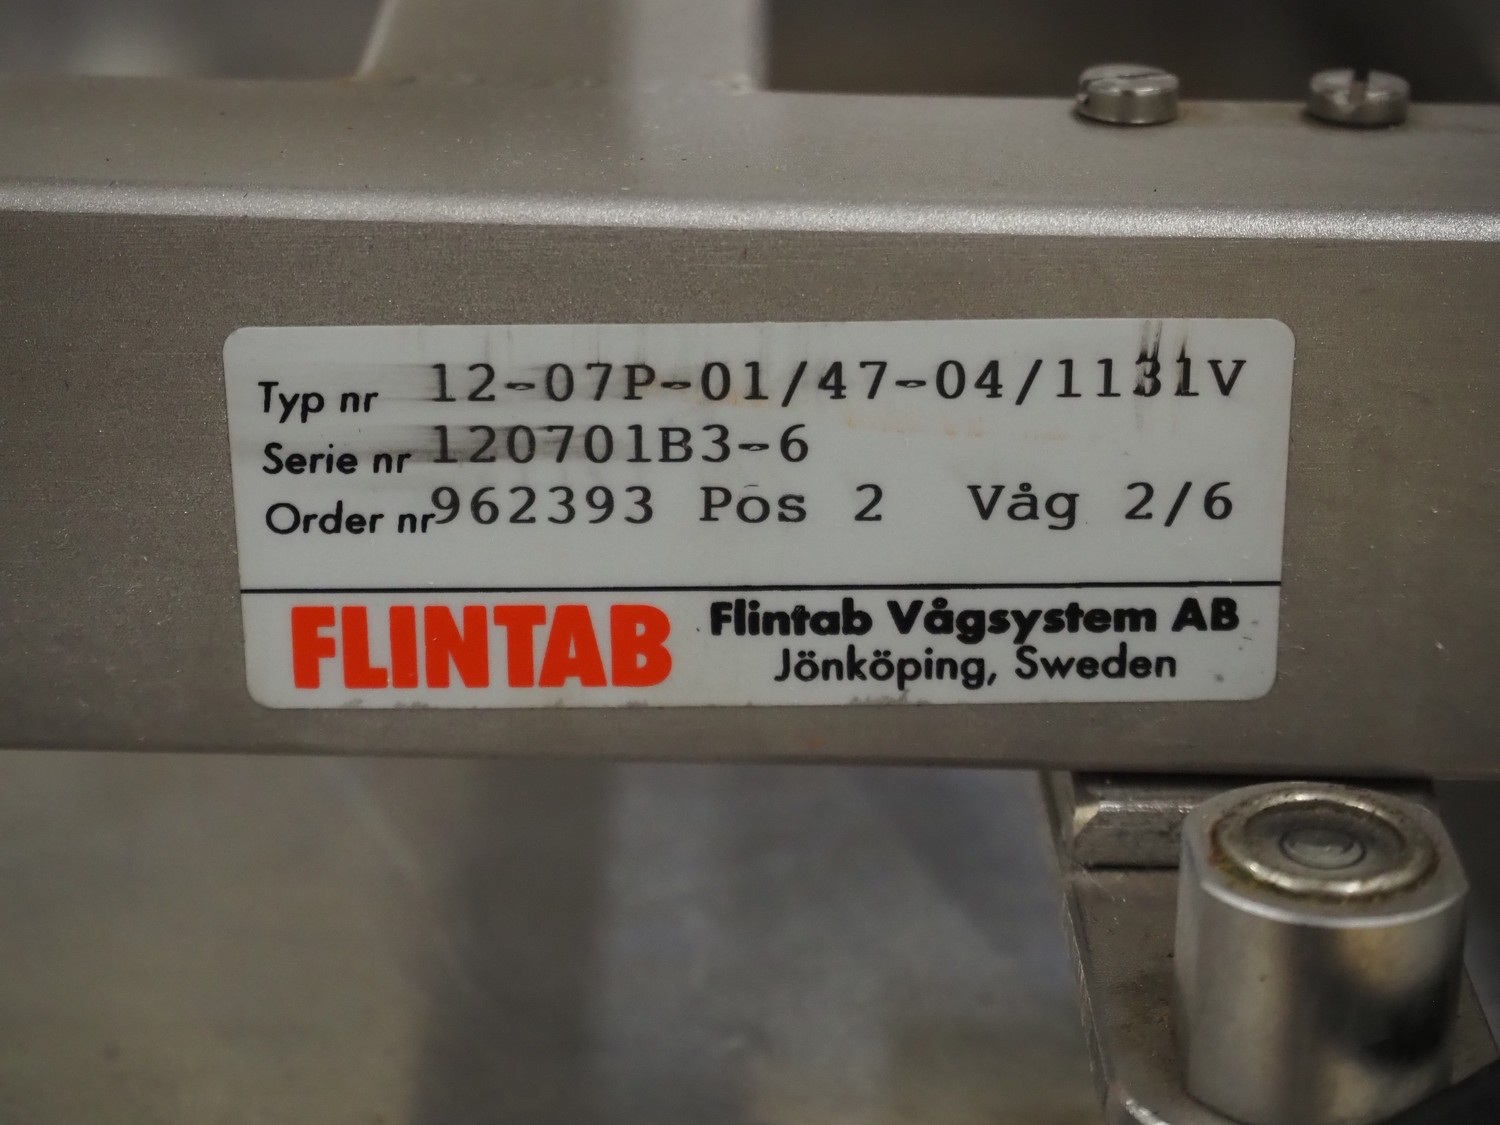 Typ nr 12-07P-01/47-04/1131V
Serie nr 120701B3-6
Order nr 962393 Pos 2 Våg 2/6
FLINTAB
Flintab Vågsystem AB
Jönköping, Sweden